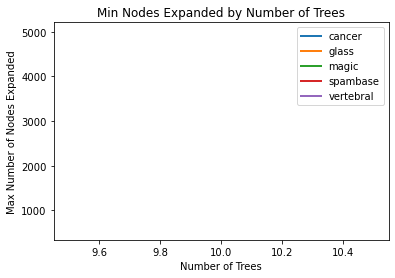 Min Nodes Expanded by Number of Trees
5000
4000
3000
2000
1000
Max Number of Nodes Expanded
cancer
glass
magic
spambase
vertebral
9.6 9.8 10.0 10.2 10.4
Number of Trees